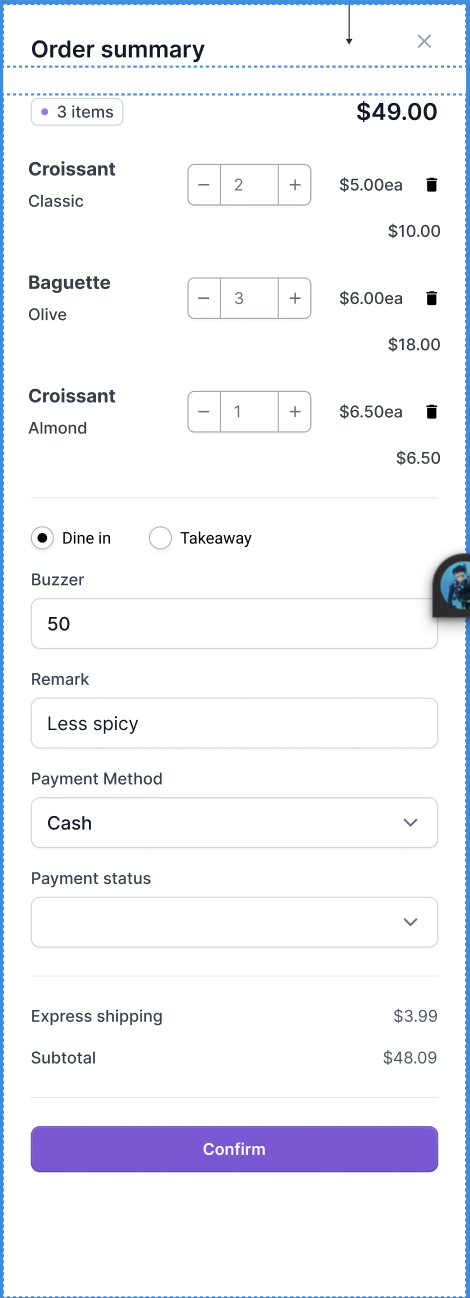 Order summary
3 items $49.00
Croissant
Classic
− 2 + $5.00ea
$10.00
Baguette
Olive
− 3 + $6.00ea
$18.00
Croissant
Almond
− 1 + $6.50ea
$6.50
Dine in Takeaway
Buzzer
50
Remark
Less spicy
Payment Method
Cash
Payment status
Express shipping $3.99
Subtotal $48.09
Confirm